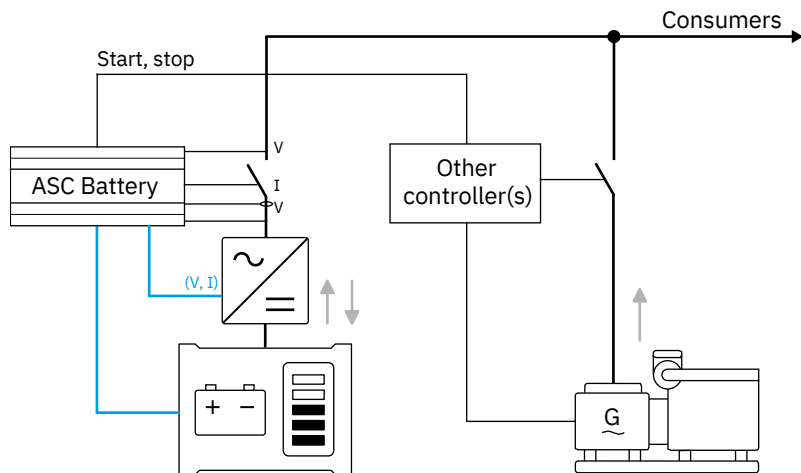 Consumers
Start, stop
V
ASC Battery
I
V
Other
controller(s)
(V, I)
+ −
G